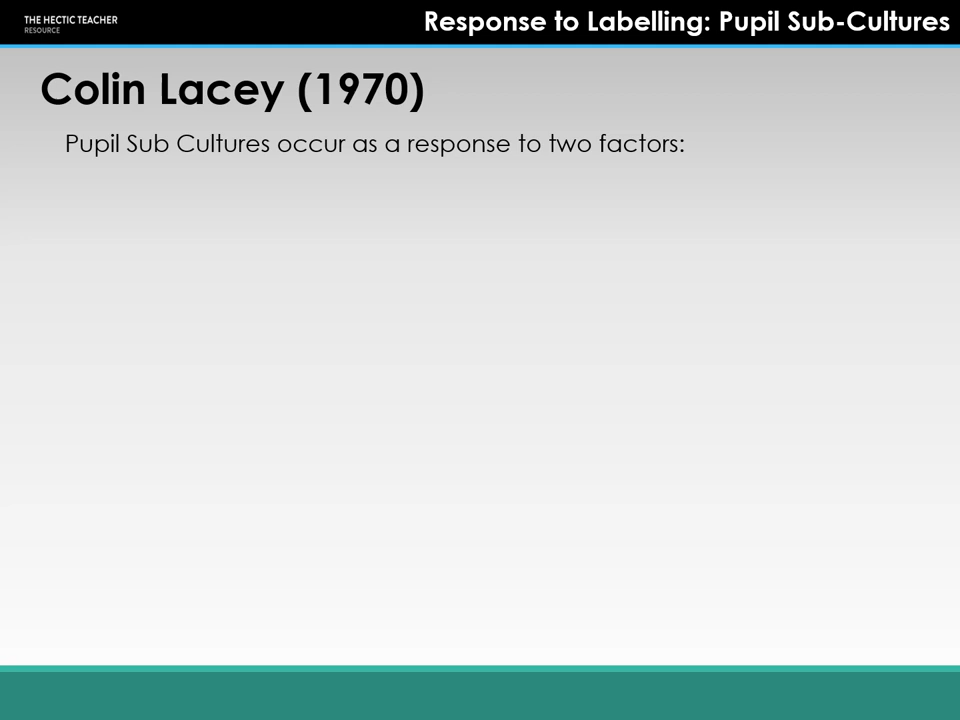 THE HECTIC TEACHER
RESOURCE
Response to Labelling: Pupil Sub-Cultures
Colin Lacey (1970)
Pupil Sub Cultures occur as a response to two factors: